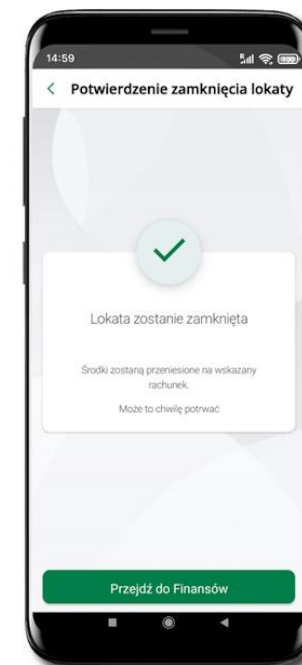 14:59
Potwierdzenie zamknięcia lokaty
Lokata zostanie zamknięta
Środki zostaną przeniesione na wskazany
rachunek.
Może to chwilę potrwać
Przejdź do Finansów